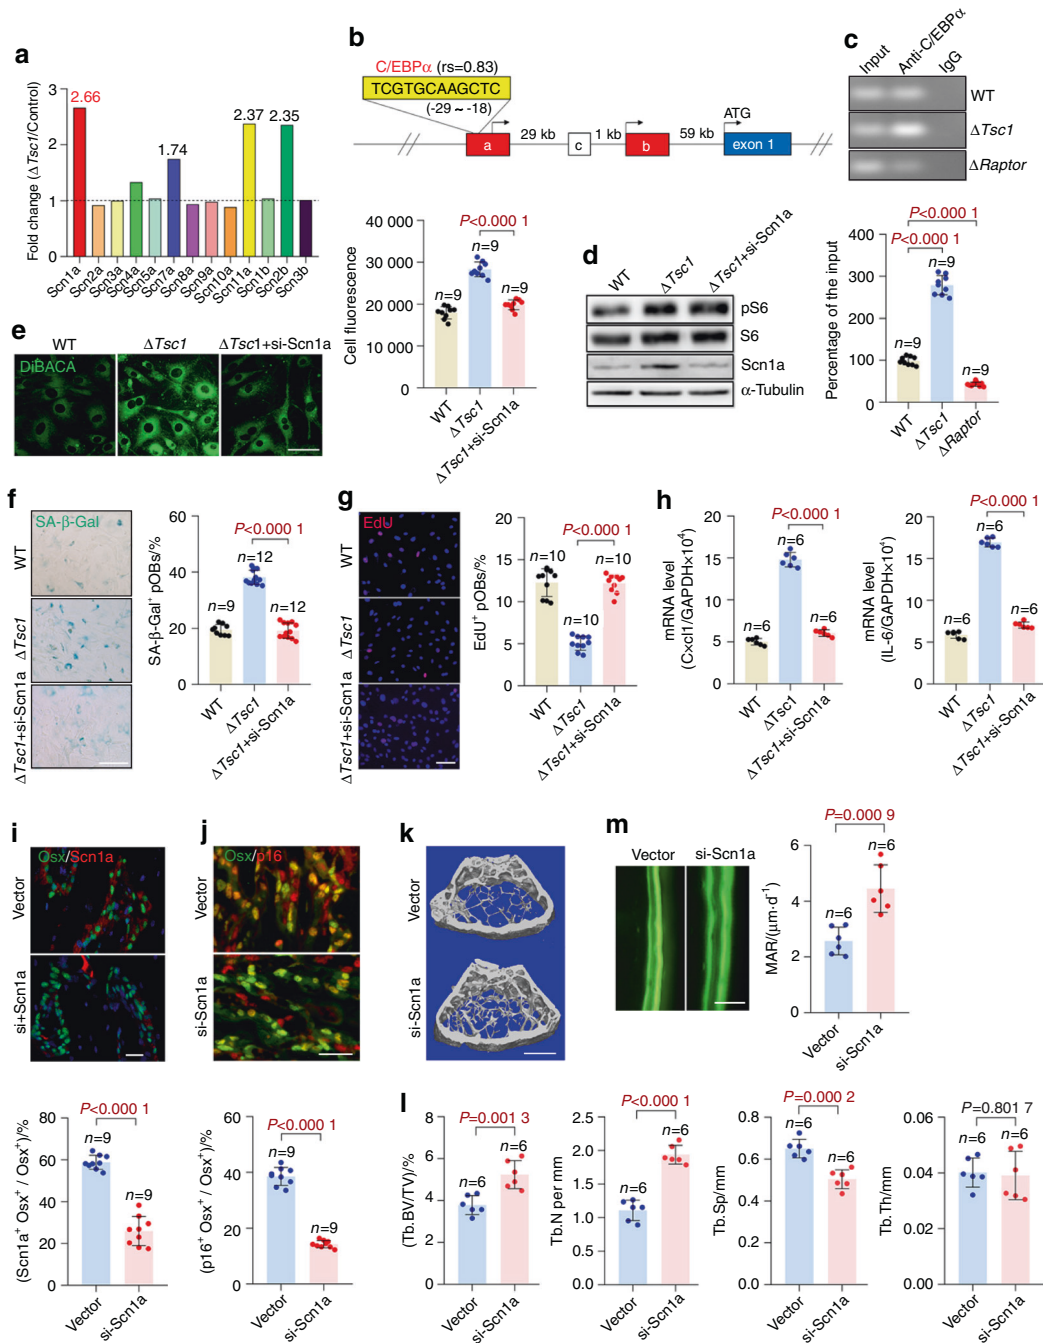 a
Fold change (Δ Tsc1/Control)
3
2
1
0
2.66
1.74
2.37
2.35
Scn1a
Scn2a
Scn3a
Scn4a
Scn5a
Scn7a
Scn8a
Scn9a
Scn10a
Scn11a
Scn1b
Scn2b
Scn3b
b
C/EBPα (rs=0.83)
TCGTGCAAGCTC
(-29 ~ -18)
ATG
29 kb
1 kb
59 kb
a
c
b
exon 1
c
Input
Anti-C/EBPα
IgG
WT
ΔTsc1
ΔRaptor
Percentage of the input
400
300
200
100
0
P<0.000 1
P<0.000 1
n=9
n=9
n=9
WT
ΔTsc1
ΔRaptor
d
WT
ΔTsc1
ΔTsc1+si-Scn1a
pS6
S6
Scn1a
α-Tubulin
e
WT
ΔTsc1
ΔTsc1+si-Scn1a
DiBACA
Cell fluorescence
40 000
30 000
20 000
10 000
0
P<0.000 1
n=9
n=9
n=9
WT
ΔTsc1
ΔTsc1+si-Scn1a
f
SA-β-Gal
WT
ΔTsc1
ΔTsc1+si-Scn1a
SA-β-Gal⁺ pOBs/%
60
40
20
0
P<0.000 1
n=12
n=9
n=12
WT
ΔTsc1
ΔTsc1+si-Scn1a
g
EdU
WT
ΔTsc1
ΔTsc1+si-Scn1a
EdU⁺ pOBs/%
20
15
10
5
0
P<0.000 1
n=10
n=10
n=10
WT
ΔTsc1
ΔTsc1+si-Scn1a
h
mRNA level
(Cxcl1/GAPDH×10⁴)
20
15
10
5
0
P<0.000 1
n=6
n=6
n=6
WT
ΔTsc1
ΔTsc1+si-Scn1a
mRNA level
(IL-6/GAPDH×10⁴)
20
15
10
5
0
P<0.000 1
n=6
n=6
n=6
WT
ΔTsc1
ΔTsc1+si-Scn1a
i
Osx/Scn1a
Vector
si+Scn1a
(Scn1a⁺ Osx⁺ / Osx⁺)/%
80
60
40
20
0
P<0.000 1
n=9
n=9
Vector
si-Scn1a
j
Osx/p16
Vector
si-Scn1a
(p16⁺ Osx⁺ / Osx⁺)/%
60
40
20
0
P<0.000 1
n=9
n=9
Vector
si-Scn1a
k
Vector
si-Scn1a
m
Vector
si-Scn1a
MAR/(μm·d⁻¹)
6
4
2
0
P=0.000 9
n=6
n=6
Vector
si-Scn1a
l
(Tb.BV/TV)/%
8
6
4
2
0
P=0.001 3
n=6
n=6
Vector
si-Scn1a
Tb.N per mm
2.5
2.0
1.5
1.0
0.5
0.0
P<0.000 1
n=6
n=6
Vector
si-Scn1a
Tb.Sp/mm
0.8
0.6
0.4
0.2
0.0
P=0.000 2
n=6
n=6
Vector
si-Scn1a
Tb.Th/mm
0.06
0.04
0.02
0.00
P=0.801 7
n=6
n=6
Vector
si-Scn1a